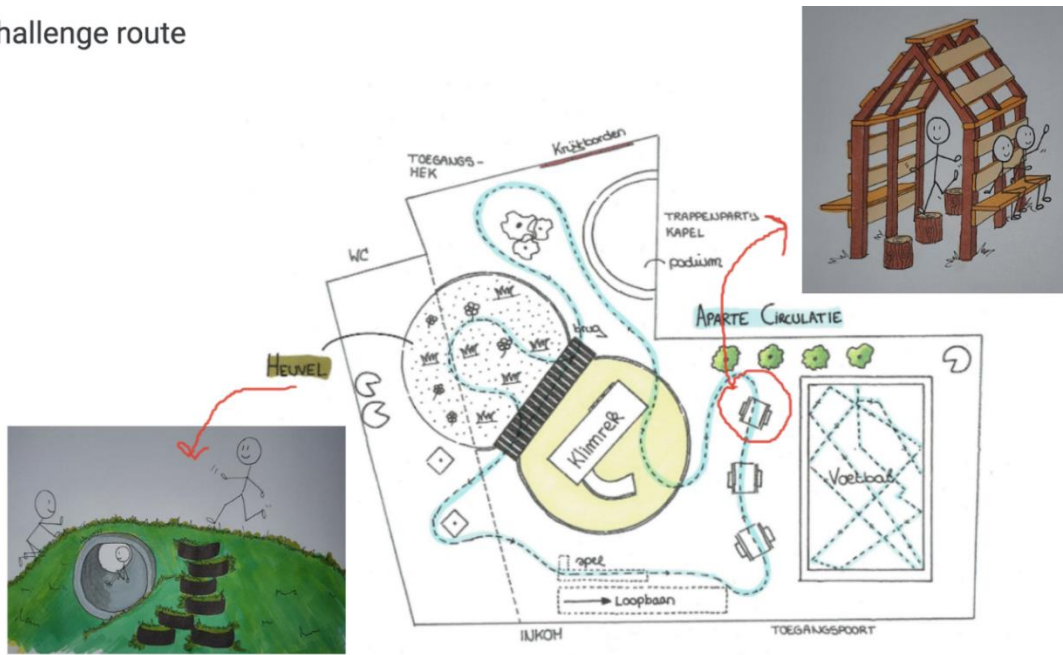 hallenge route
Krijtborden
TOEGANGS-
HEK
TRAPPENPARTIJ
KAPEL
podium
WC
APARTE CIRCULATIE
brug
HEUVEL
Klimrek
Voetbal
spel
Loopbaan
INKOM
TOEGANGSPOORT